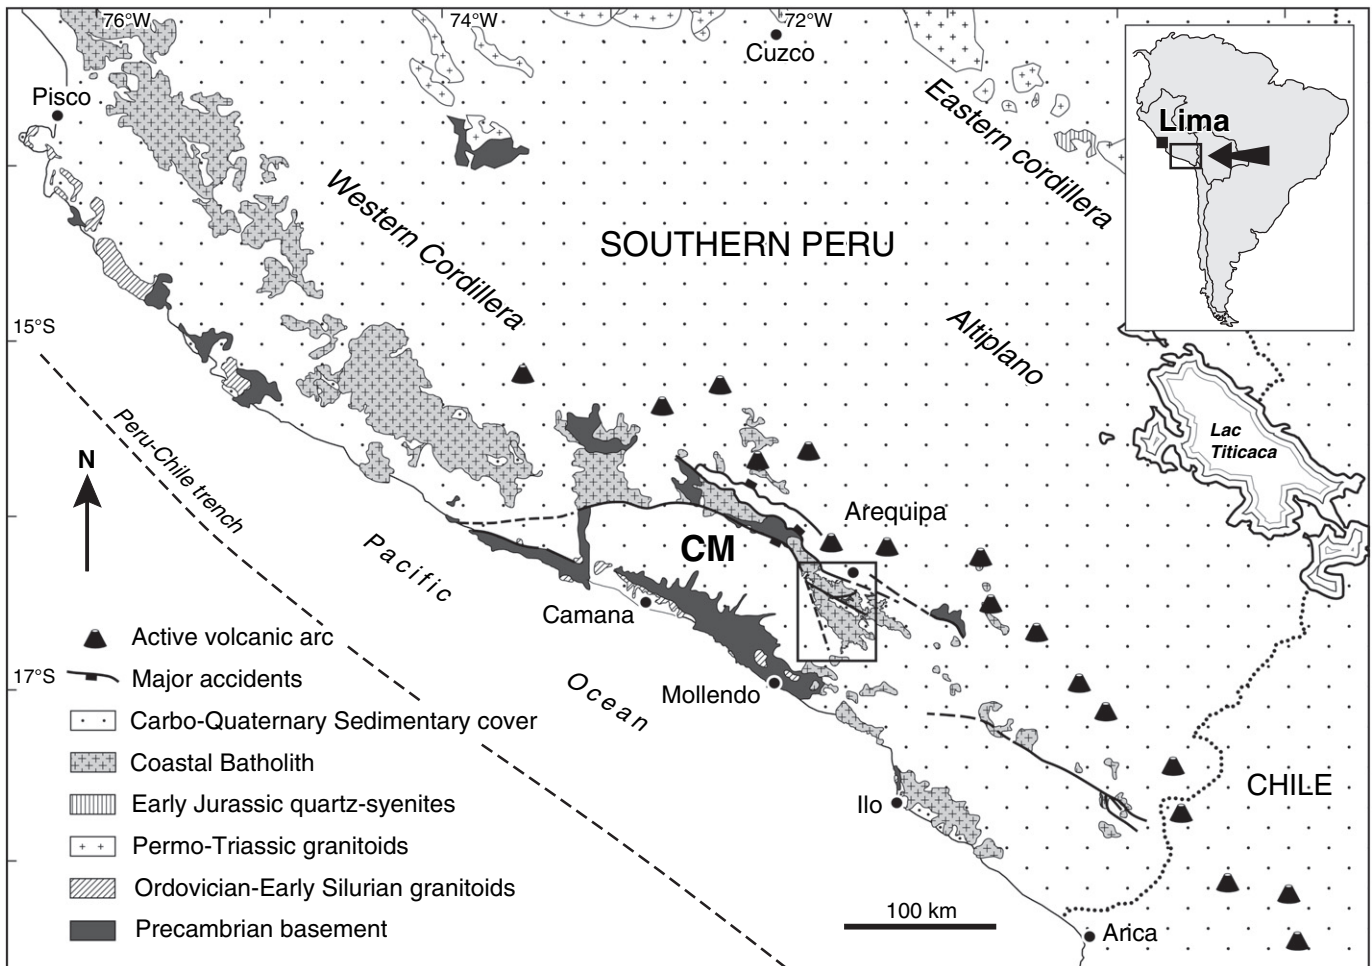 76°W
74°W
72°W
Cuzco
Pisco
Lima
Eastern cordillera
Western Cordillera
SOUTHERN PERU
15°S
Altiplano
Peru-Chile trench
Lac
Titicaca
N
Arequipa
Pacific
CM
Camana
Active volcanic arc
17°S
Major accidents
Ocean
Mollendo
Carbo-Quaternary Sedimentary cover
Coastal Batholith
CHILE
Early Jurassic quartz-syenites
Ilo
Permo-Triassic granitoids
Ordovician-Early Silurian granitoids
100 km
Precambrian basement
Arica